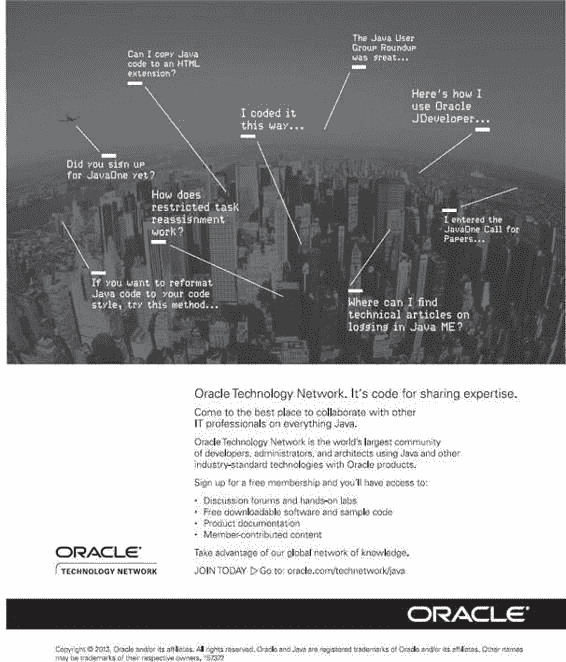 The Java User
Group Roundup
was great...
Can I copy Java
code to an HTML
extension?
Here's how I
use Oracle
JDeveloper...
I coded it
this way...
Did you sign up
for JavaOne yet?
How does
restricted task
reassignment
work?
I entered the
JavaOne Call for
Papers...
If you want to reformat
Java code to your code
style, try this method...
Where can I find
technical articles on
logging in Java ME?
Oracle Technology Network. It's code for sharing expertise.
Come to the best place to collaborate with other
IT professionals on everything Java.
Oracle Technology Network is the world's largest community
of developers, administrators, and architects using Java and other
industry-standard technologies with Oracle products.
Sign up for a free membership and you'll have access to:
• Discussion forums and hands-on labs
• Free downloadable software and sample code
• Product documentation
• Member-contributed content
Take advantage of our global network of knowledge.
JOIN TODAY ▷ Go to: oracle.com/technetwork/java
ORACLE®
TECHNOLOGY NETWORK
ORACLE®
Copyright © 2013, Oracle and/or its affiliates. All rights reserved. Oracle and Java are registered trademarks of Oracle and/or its affiliates. Other names
may be trademarks of their respective owners.